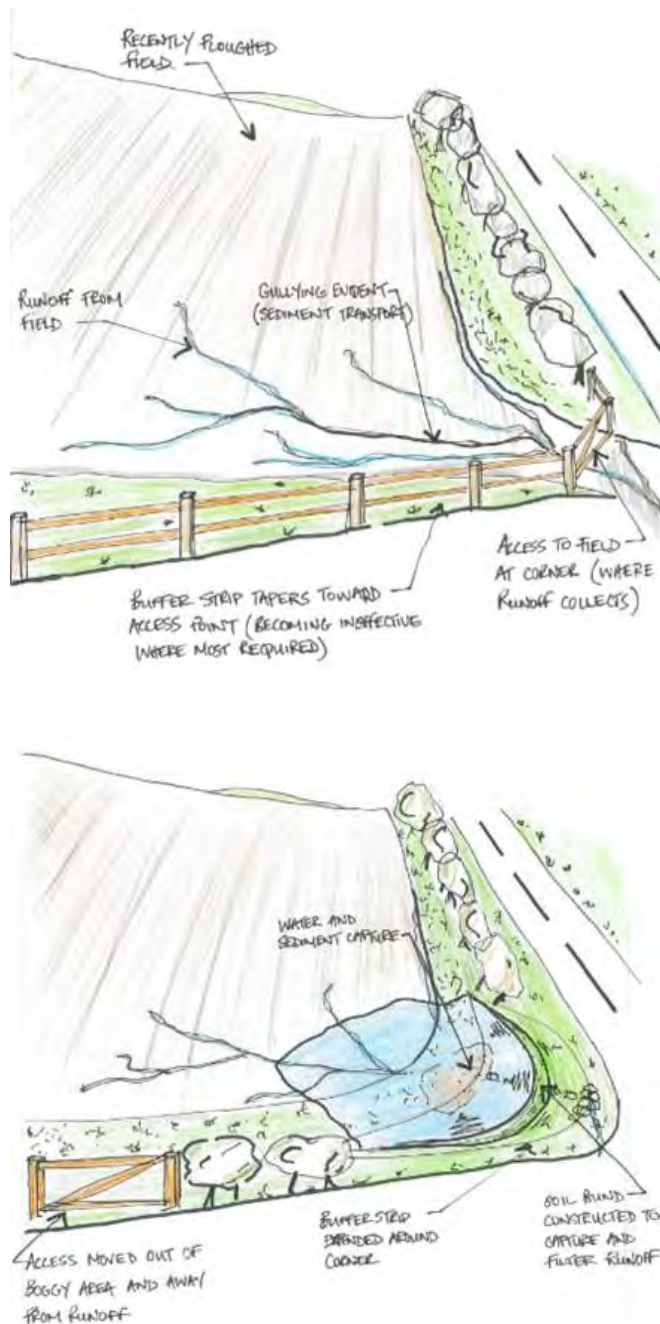 RECENTLY PLOUGHED
FIELD
RUNOFF FROM
FIELD
GULLYING EVIDENT
(SEDIMENT TRANSPORT)
ACCESS TO FIELD
AT CORNER (WHERE
RUNOFF COLLECTS)
BUFFER STRIP TAPERS TOWARD
ACCESS POINT (BECOMING INEFFECTIVE
WHERE MOST REQUIRED)
WATER AND
SEDIMENT CAPTURE
ACCESS MOVED OUT OF
BOGGY AREA AND AWAY
FROM RUNOFF
BUFFER STRIP
EXPANDED AROUND
CORNER
SOIL BUND
CONSTRUCTED TO
CAPTURE AND
FILTER RUNOFF